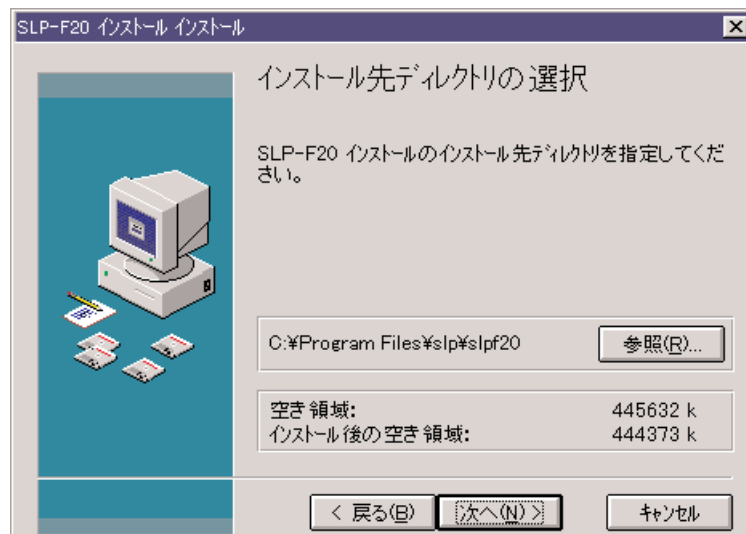 SLP-F20 インストール インストール
インストール先ディレクトリの選択
SLP-F20 インストールのインストール先ディレクトリを指定してくだ
さい。
C:¥Program Files¥slp¥slpf20
参照(R)...
空き領域: 445632 k
インストール後の空き領域: 444373 k
< 戻る(B) 次へ(N) > キャンセル